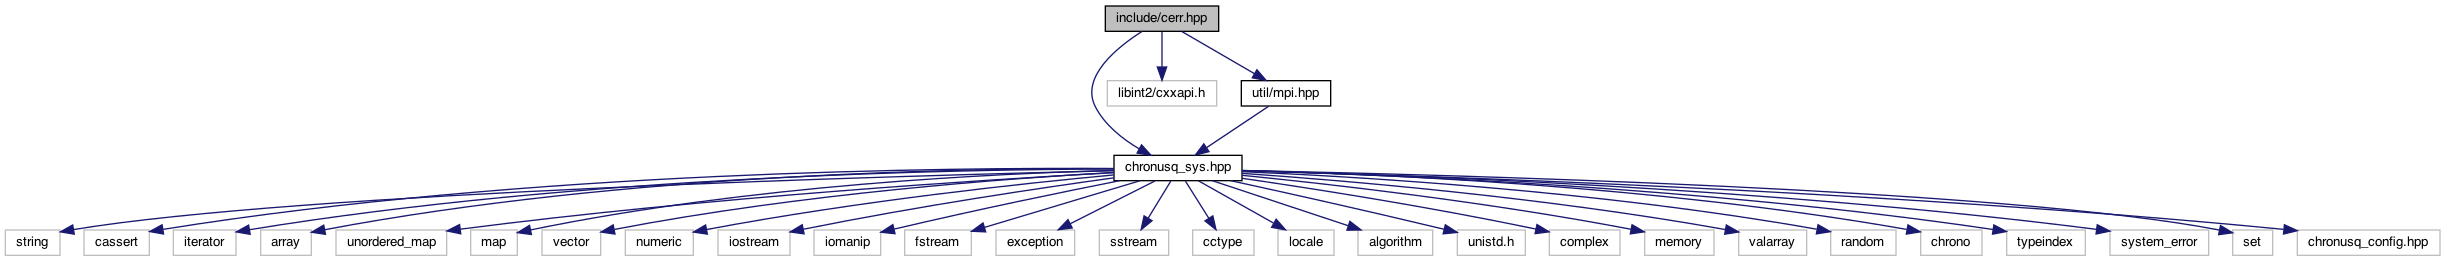 include/cerr.hpp
libint2/cxxapi.h
util/mpi.hpp
chronusq_sys.hpp
string
cassert
iterator
array
unordered_map
map
vector
numeric
iostream
iomanip
fstream
exception
sstream
cctype
locale
algorithm
unistd.h
complex
memory
valarray
random
chrono
typeindex
system_error
set
chronusq_config.hpp